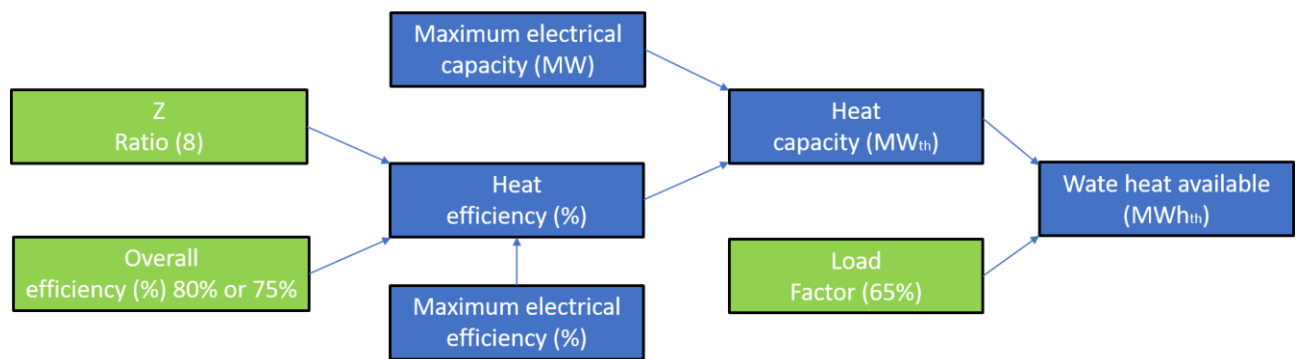 Maximum electrical
capacity (MW)
Z
Ratio (8)
Heat
capacity (MWth)
Heat
efficiency (%)
Wate heat available
(MWhth)
Overall
efficiency (%) 80% or 75%
Load
Factor (65%)
Maximum electrical
efficiency (%)